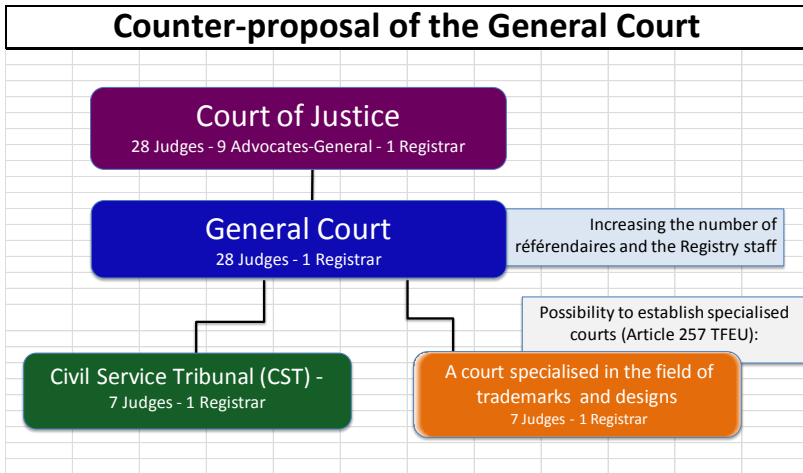 Counter-proposal of the General Court
Court of Justice
28 Judges - 9 Advocates-General - 1 Registrar
General Court
28 Judges - 1 Registrar
Increasing the number of
référendaires and the Registry staff
Possibility to establish specialised
courts (Article 257 TFEU):
Civil Service Tribunal (CST) -
7 Judges - 1 Registrar
A court specialised in the field of
trademarks and designs
7 Judges - 1 Registrar